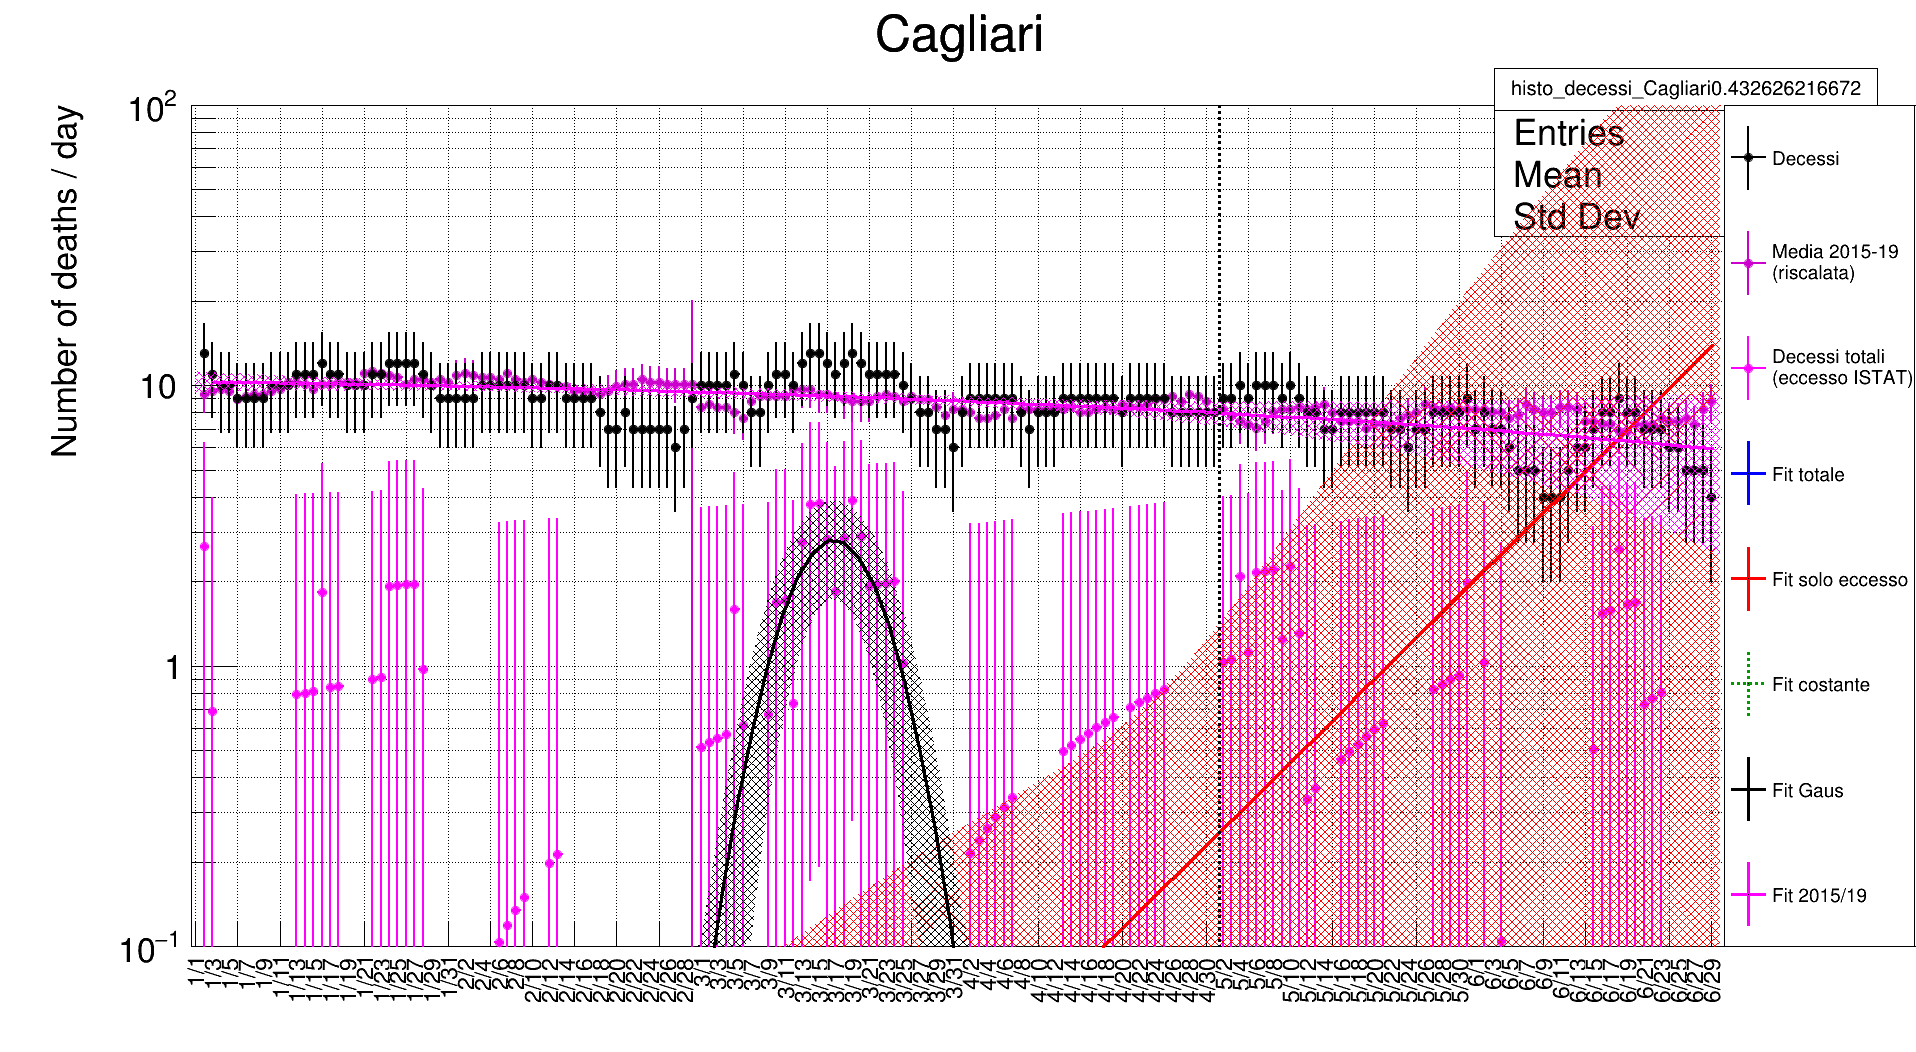 Cagliari
Number of deaths / day
10²
10
1
10⁻¹
histo_decessi_Cagliari0.432626216672
Entries
Mean
Std Dev
Decessi
Media 2015-19
(riscalata)
Decessi totali
(eccesso ISTAT)
Fit totale
Fit solo eccesso
Fit costante
Fit Gaus
Fit 2015/19
1/1 1/3 1/5 1/7 1/9 1/11 1/13 1/15 1/17 1/19 1/21 1/23 1/25 1/27 1/29 1/31 2/2 2/4 2/6 2/8 2/10 2/12 2/14 2/16 2/18 2/20 2/22 2/24 2/26 2/28 3/1 3/3 3/5 3/7 3/9 3/11 3/13 3/15 3/17 3/19 3/21 3/23 3/25 3/27 3/29 3/31 4/2 4/4 4/6 4/8 4/10 4/12 4/14 4/16 4/18 4/20 4/22 4/24 4/26 4/28 4/30 5/2 5/4 5/6 5/8 5/10 5/12 5/14 5/16 5/18 5/20 5/22 5/24 5/26 5/28 5/30 6/1 6/3 6/5 6/7 6/9 6/11 6/13 6/15 6/17 6/19 6/21 6/23 6/25 6/27 6/29